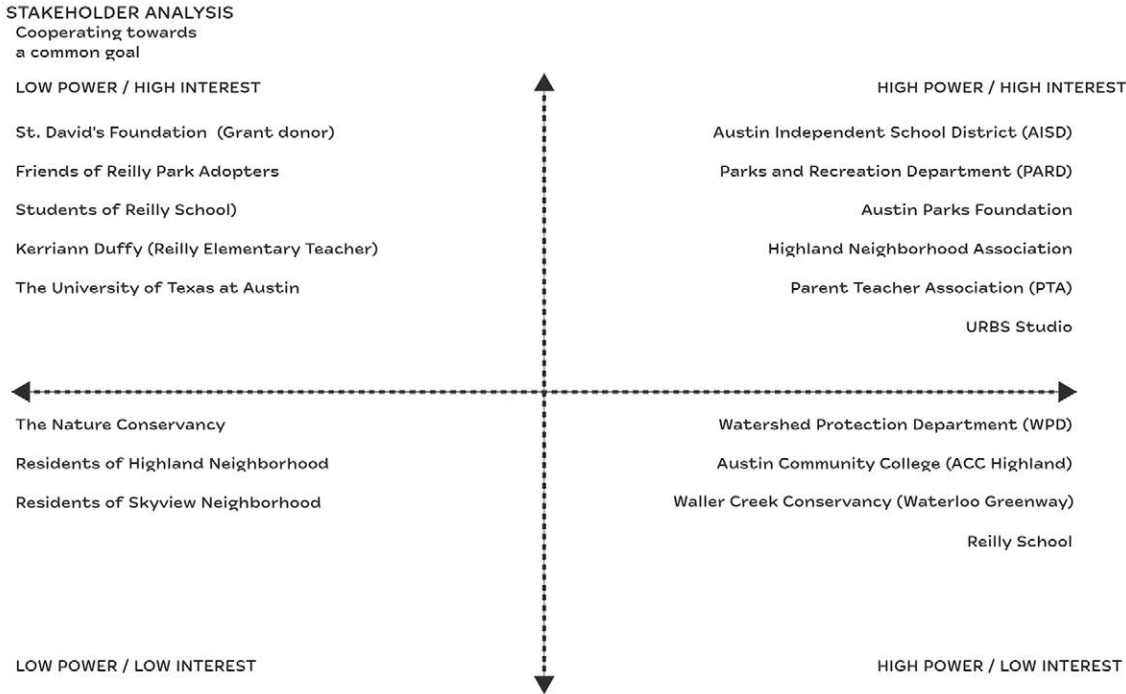 STAKEHOLDER ANALYSIS
Cooperating towards
a common goal
LOW POWER / HIGH INTEREST
St. David's Foundation (Grant donor)
Friends of Reilly Park Adopters
Students of Reilly School)
Kerriann Duffy (Reilly Elementary Teacher)
The University of Texas at Austin
HIGH POWER / HIGH INTEREST
Austin Independent School District (AISD)
Parks and Recreation Department (PARD)
Austin Parks Foundation
Highland Neighborhood Association
Parent Teacher Association (PTA)
URBS Studio
The Nature Conservancy
Residents of Highland Neighborhood
Residents of Skyview Neighborhood
LOW POWER / LOW INTEREST
Watershed Protection Department (WPD)
Austin Community College (ACC Highland)
Waller Creek Conservancy (Waterloo Greenway)
Reilly School
HIGH POWER / LOW INTEREST